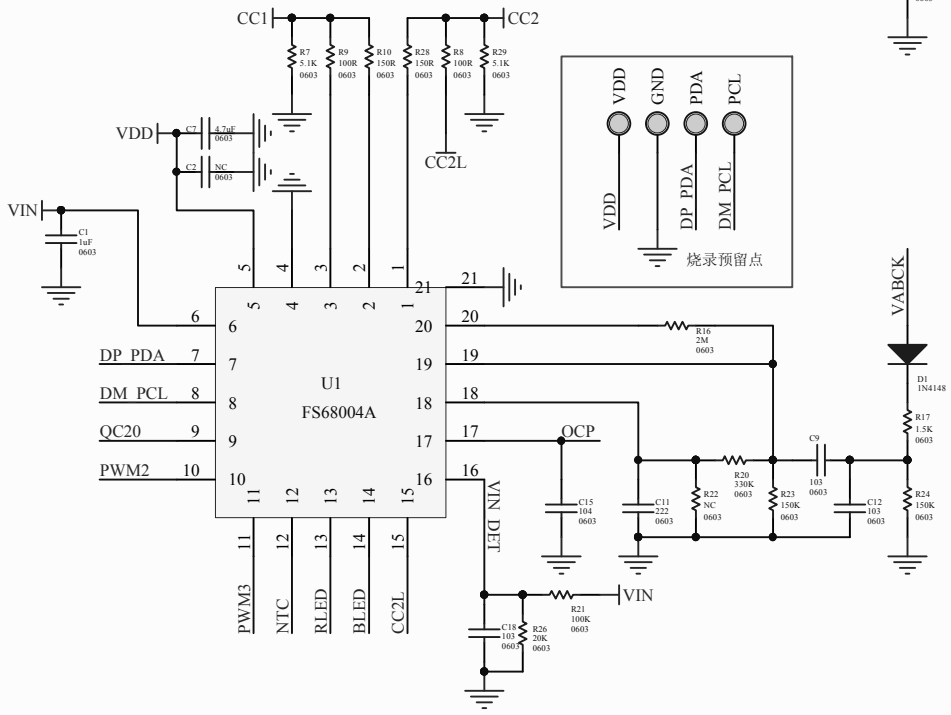 CC1
CC2
R7
5.1K
0603
R9
100R
0603
R10
150R
0603
R28
150R
0603
R8
100R
0603
R29
5.1K
0603
VDD
GND
PDA
PCL
VDD
DP_PDA
DM_PCL
烧录预留点
VDD
C7
4.7uF
0603
C2
NC
0603
CC2L
VIN
C1
1uF
0603
5
4
3
2
1
21
21
5
4
3
2
1
6
6
DP_PDA
7
7
DM_PCL
8
8
QC20
9
9
PWM2
10
10
U1
FS68004A
20
20
19
19
18
18
17
17
OCP
16
16
R16
2M
0603
VABCK
D1
1N4148
R17
1.5K
0603
C9
103
0603
R20
330K
0603
R22
NC
0603
R23
150K
0603
C12
103
0603
R24
150K
0603
C15
104
0603
C11
222
0603
11
12
13
14
15
11
12
13
14
15
PWM3
NTC
RLED
BLED
CC2L
VIN_DET
R21
100K
0603
VIN
C18
103
0603
R26
20K
0603